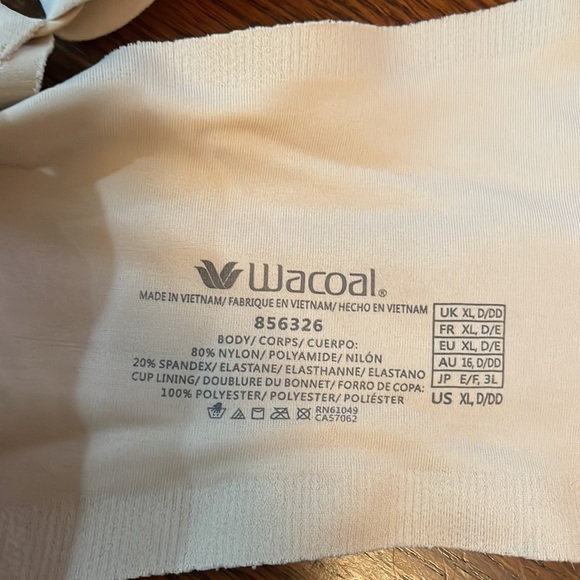 Wacoal®
MADE IN VIETNAM/ FABRIQUE EN VIETNAM/ HECHO EN VIETNAM
856326
BODY/ CORPS/ CUERPO:
80% NYLON/ POLYAMIDE/ NILÓN
20% SPANDEX/ ELASTANE/ ELASTHANNE/ ELASTANO
CUP LINING/ DOUBLURE DU BONNET/ FORRO DE COPA:
100% POLYESTER/ POLYESTER/ POLIÉSTER
RN61049
CA57062
UK XL, D/DD
FR XL, D/E
EU XL, D/E
AU 16, D/DD
JP E/F, 3L
US XL, D/DD